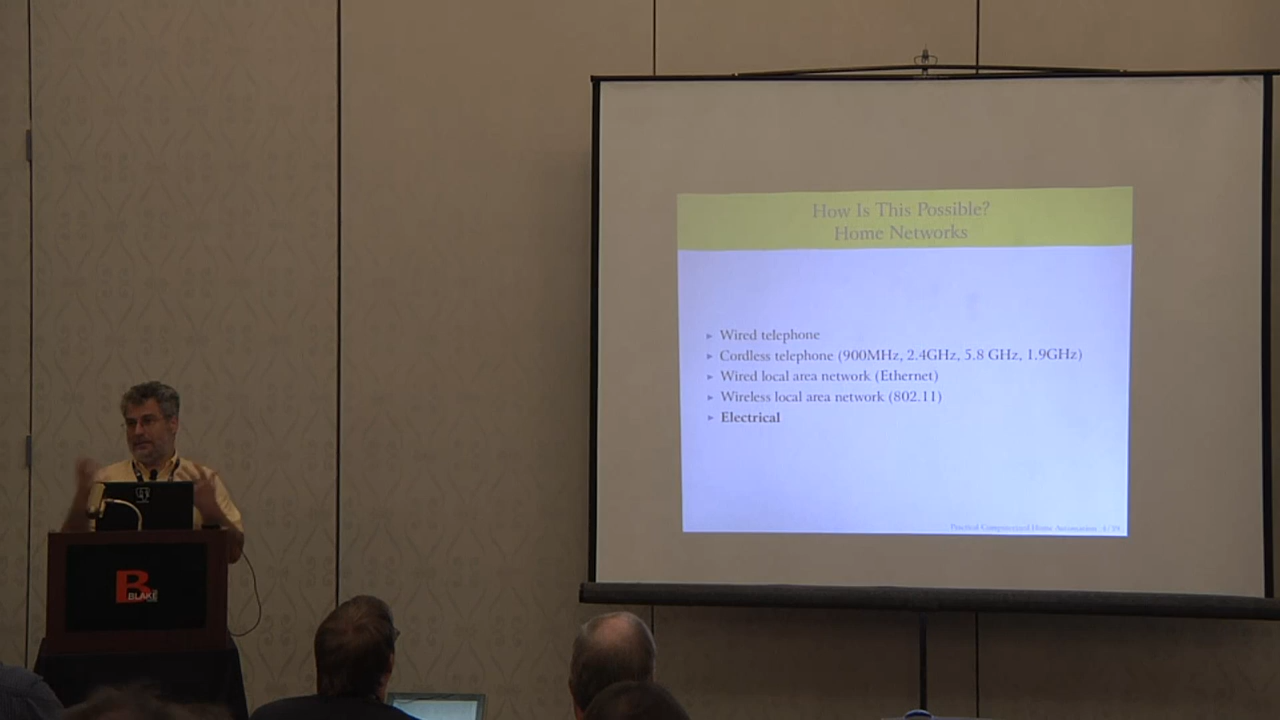 How Is This Possible?
Home Networks
Wired telephone
Cordless telephone (900MHz, 2.4GHz, 5.8 GHz, 1.9GHz)
Wired local area network (Ethernet)
Wireless local area network (802.11)
Electrical
Practical Computerized Home Automation
B
BLAKE